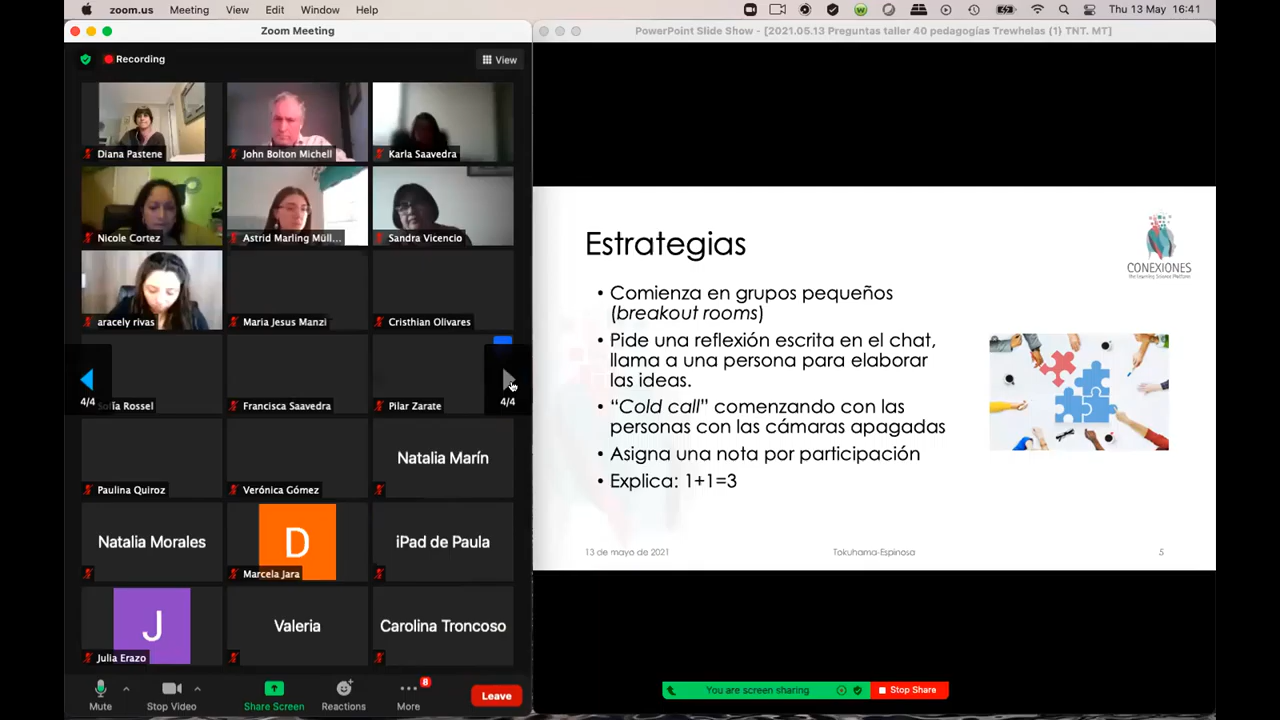 zoom.us Meeting View Edit Window Help
Thu 13 May 16:41
Zoom Meeting
Recording
View
Diana Pastene
John Bolton Michell
Karla Saavedra
Nicole Cortez
Astrid Marling Müll...
Sandra Vicencio
aracely rivas
Maria Jesus Manzi
Cristhian Olivares
4/4
4/4
Sofía Rossel
Francisca Saavedra
Pilar Zarate
Paulina Quiroz
Verónica Gómez
Natalia Marín
Natalia Morales
D
Marcela Jara
iPad de Paula
J
Julia Erazo
Valeria
Carolina Troncoso
Mute
Stop Video
Share Screen
Reactions
8
More
Leave
PowerPoint Slide Show - [2021.05.13 Preguntas taller 40 pedagogías Trewhelas (1) TNT. MT]
Estrategias
CONEXIONES
the Learning Science Platform
• Comienza en grupos pequeños
(breakout rooms)
• Pide una reflexión escrita en el chat,
llama a una persona para elaborar
las ideas.
• “Cold call” comenzando con las
personas con las cámaras apagadas
• Asigna una nota por participación
• Explica: 1+1=3
13 de mayo de 2021
Tokuhama-Espinosa
5
You are screen sharing
Stop Share